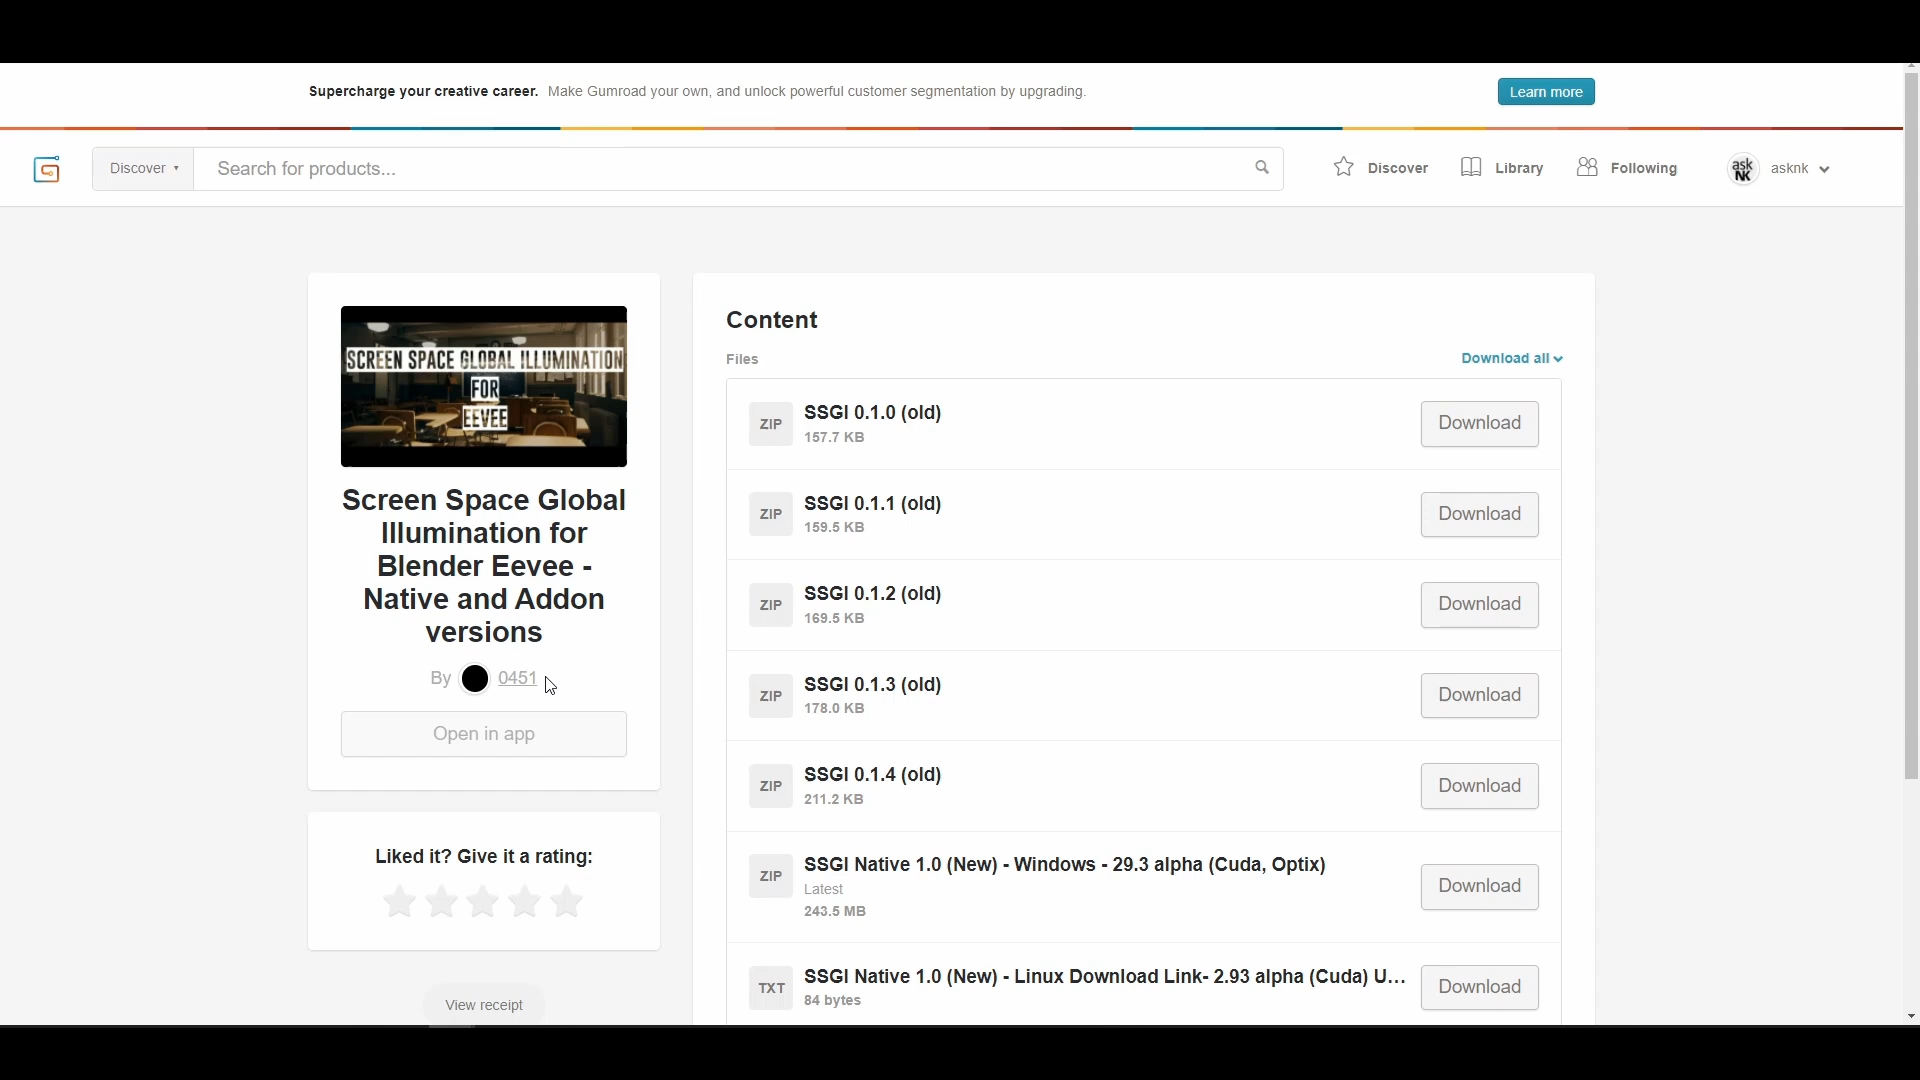 Supercharge your creative career. Make Gumroad your own, and unlock powerful customer segmentation by upgrading.
Learn more
Discover
Search for products...
Discover
Library
Following
ask
NK
asknk
SCREEN SPACE GLOBAL ILLUMINATION
FOR
EEVEE
Screen Space Global
Illumination for
Blender Eevee -
Native and Addon
versions
By 0451
Open in app
Liked it? Give it a rating:
View receipt
Content
Files
Download all
ZIP
SSGI 0.1.0 (old)
157.7 KB
Download
ZIP
SSGI 0.1.1 (old)
159.5 KB
Download
ZIP
SSGI 0.1.2 (old)
169.5 KB
Download
ZIP
SSGI 0.1.3 (old)
178.0 KB
Download
ZIP
SSGI 0.1.4 (old)
211.2 KB
Download
ZIP
SSGI Native 1.0 (New) - Windows - 29.3 alpha (Cuda, Optix)
Latest
243.5 MB
Download
TXT
SSGI Native 1.0 (New) - Linux Download Link- 2.93 alpha (Cuda) U...
84 bytes
Download